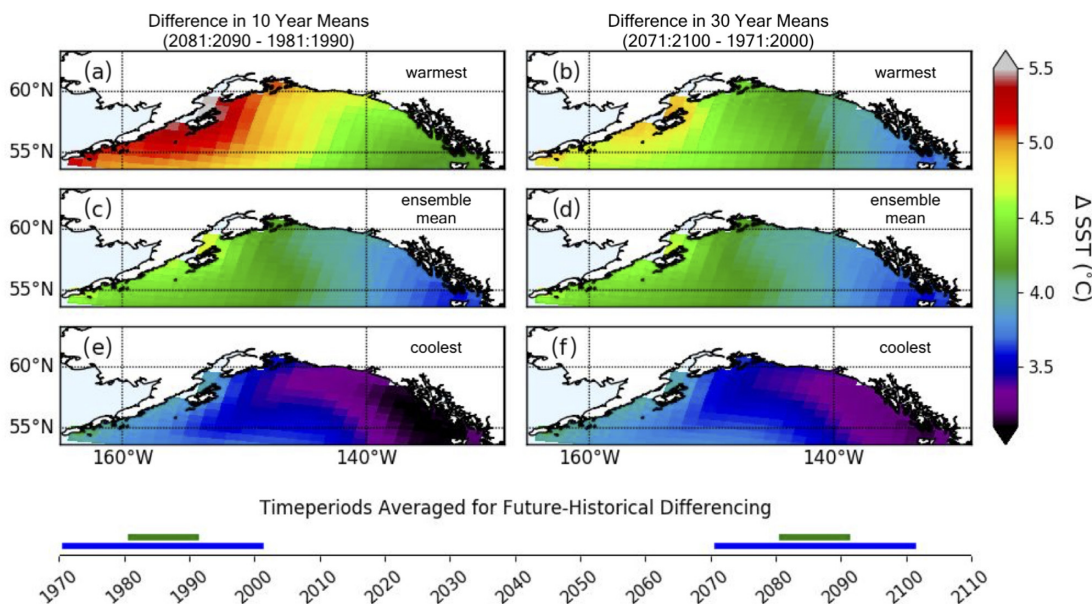 Difference in 10 Year Means
(2081:2090 - 1981:1990)
Difference in 30 Year Means
(2071:2100 - 1971:2000)
(a)
warmest
(b)
warmest
60°N
55°N
(c)
ensemble
mean
(d)
ensemble
mean
60°N
55°N
(e)
coolest
(f)
coolest
60°N
55°N
160°W
140°W
160°W
140°W
5.5
5.0
4.5
4.0
3.5
Δ SST (°C)
Timeperiods Averaged for Future-Historical Differencing
1970
1980
1990
2000
2010
2020
2030
2040
2050
2060
2070
2080
2090
2100
2110